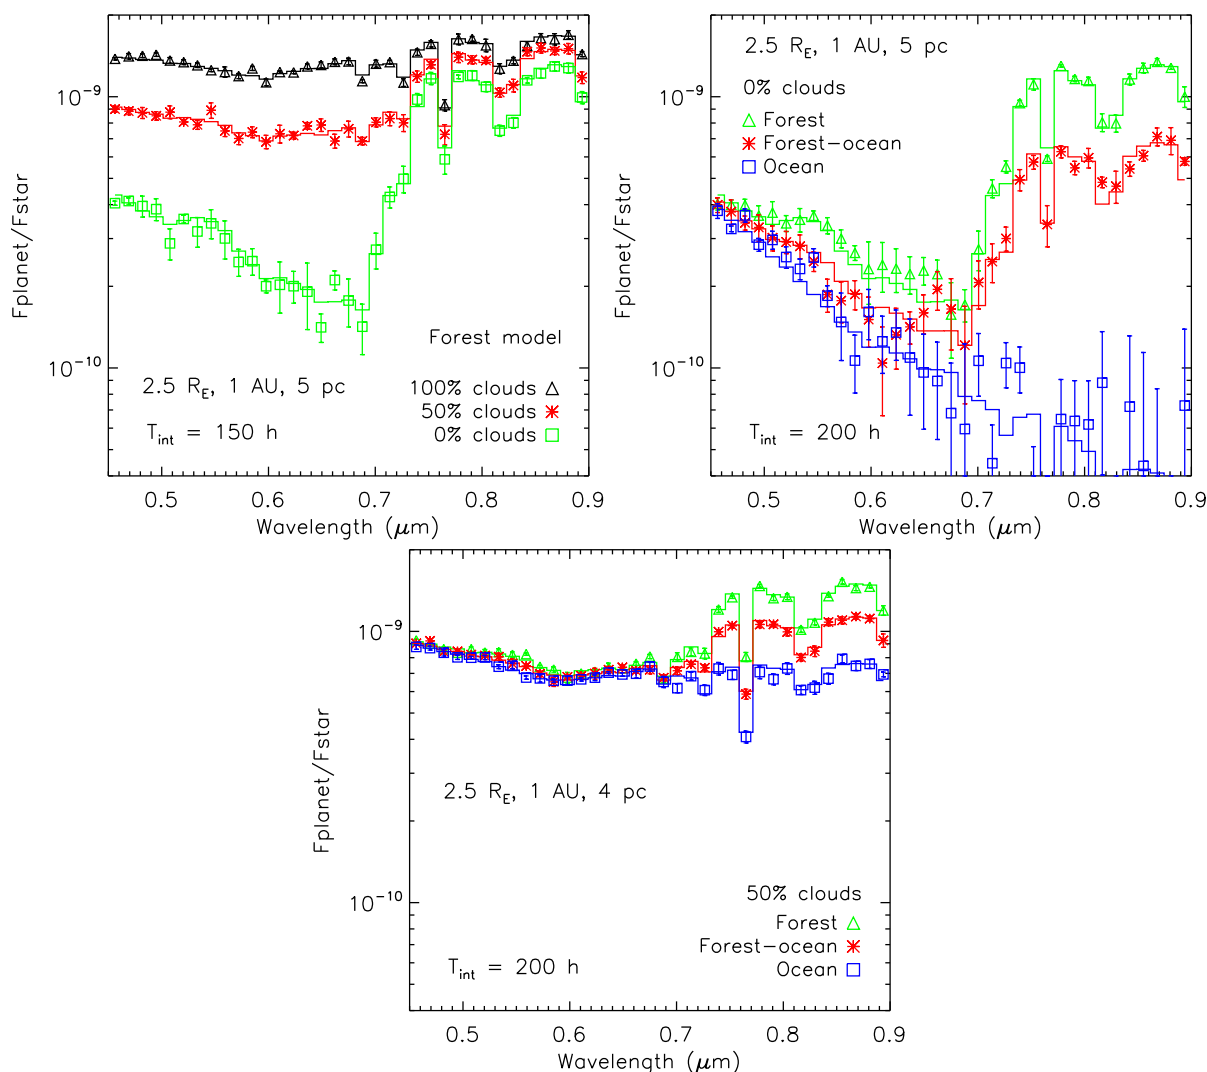 Fplanet/Fstar
10⁻⁹
10⁻¹⁰
Forest model
2.5 R_E, 1 AU, 5 pc
100% clouds
50% clouds
T_int = 150 h
0% clouds
0.5 0.6 0.7 0.8 0.9
Wavelength (μm)
Fplanet/Fstar
10⁻⁹
10⁻¹⁰
2.5 R_E, 1 AU, 5 pc
0% clouds
Forest
Forest-ocean
Ocean
T_int = 200 h
0.5 0.6 0.7 0.8 0.9
Wavelength (μm)
Fplanet/Fstar
10⁻⁹
10⁻¹⁰
2.5 R_E, 1 AU, 4 pc
50% clouds
Forest
Forest-ocean
Ocean
T_int = 200 h
0.5 0.6 0.7 0.8 0.9
Wavelength (μm)